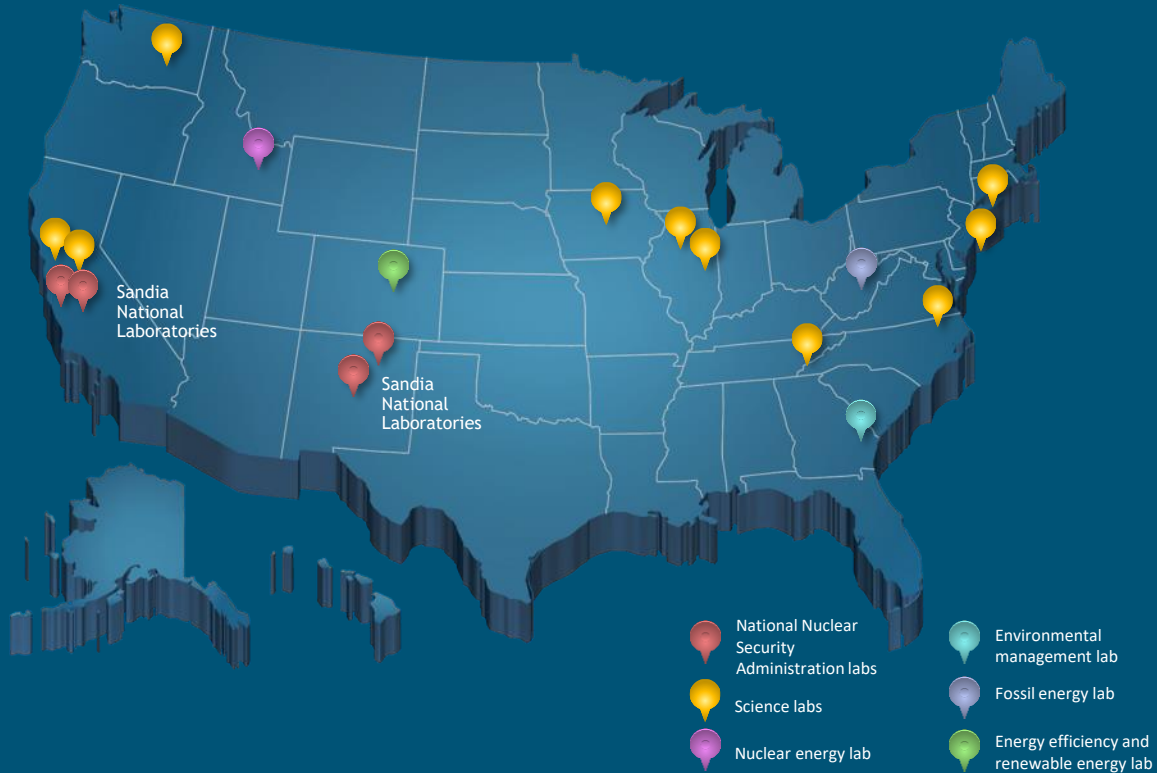 Sandia
National
Laboratories
Sandia
National
Laboratories
National Nuclear
Security
Administration labs
Science labs
Nuclear energy lab
Environmental
management lab
Fossil energy lab
Energy efficiency and
renewable energy lab